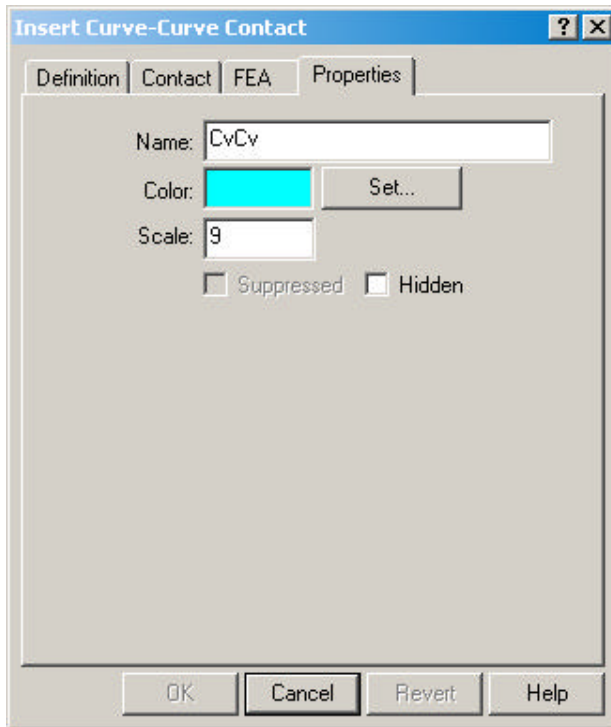 Insert Curve-Curve Contact ? X
Definition Contact FEA Properties
Name: CvCv
Color: Set...
Scale: 9
Suppressed Hidden
OK Cancel Revert Help